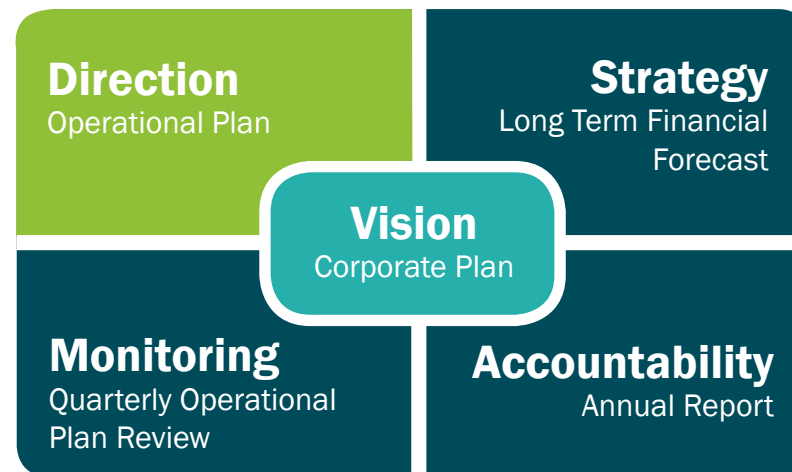 Direction
Operational Plan
Strategy
Long Term Financial
Forecast
Vision
Corporate Plan
Monitoring
Quarterly Operational
Plan Review
Accountability
Annual Report